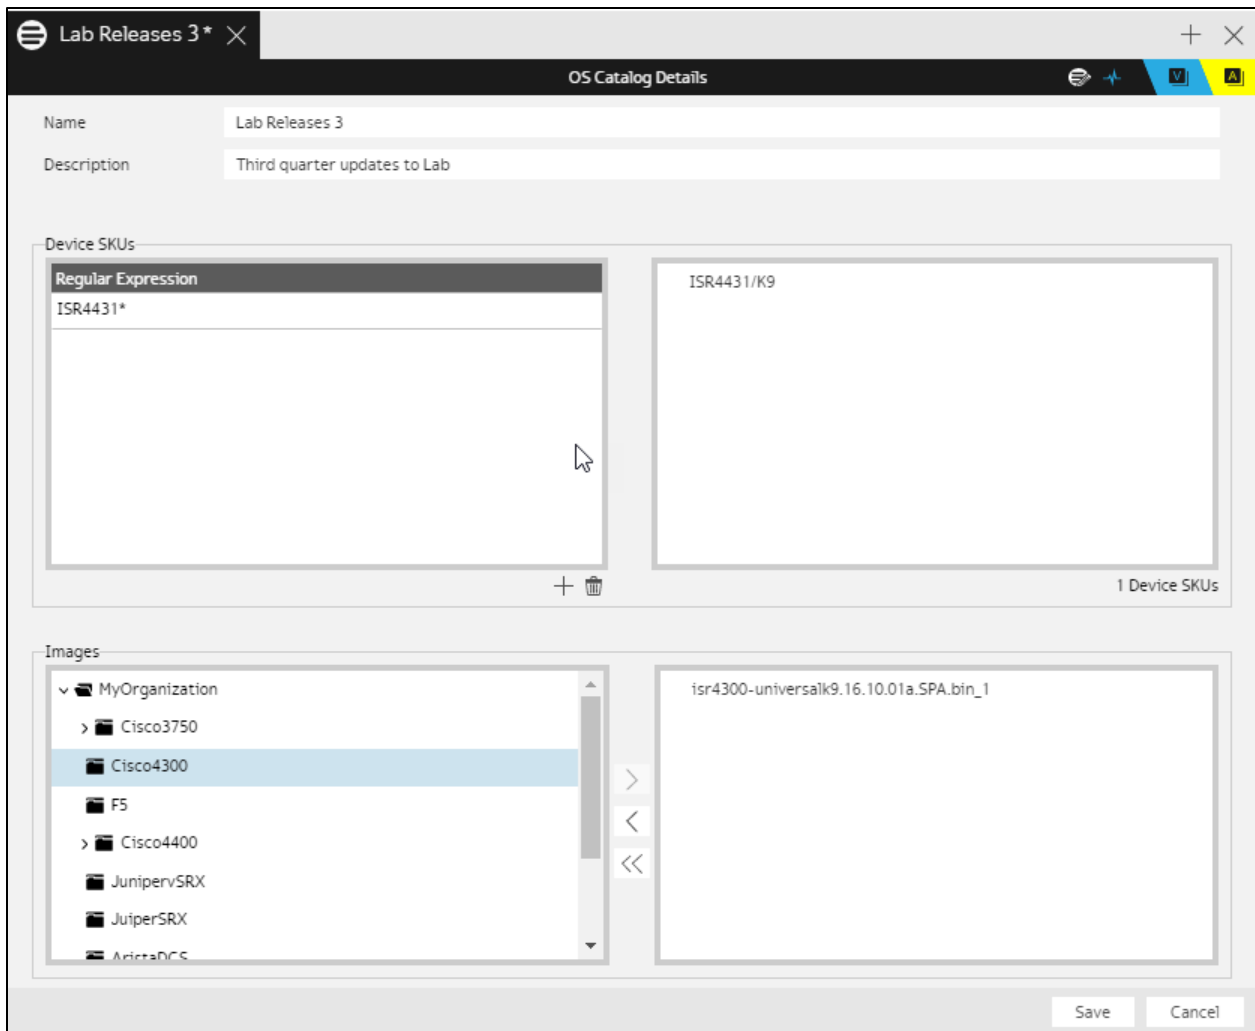 Lab Releases 3*
OS Catalog Details
V
A
Name
Lab Releases 3
Description
Third quarter updates to Lab
Device SKUs
Regular Expression
ISR4431*
ISR4431/K9
1 Device SKUs
Images
MyOrganization
Cisco3750
Cisco4300
F5
Cisco4400
JunipervSRX
JuiperSRX
AristaDCS
isr4300-universalk9.16.10.01a.SPA.bin_1
Save
Cancel